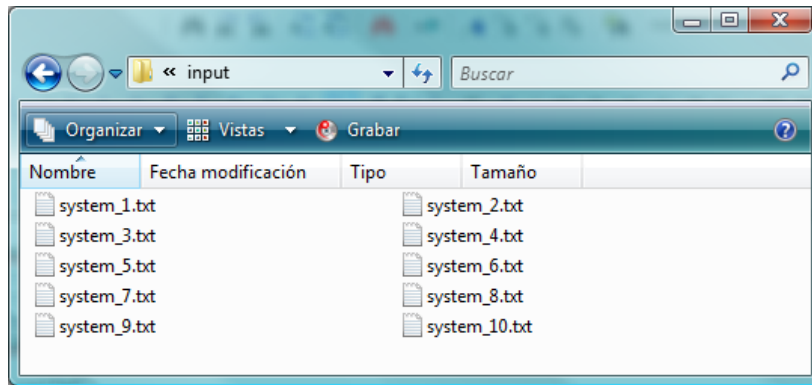 « input Buscar
Organizar Vistas Grabar
Nombre Fecha modificación Tipo Tamaño
system_1.txt system_2.txt
system_3.txt system_4.txt
system_5.txt system_6.txt
system_7.txt system_8.txt
system_9.txt system_10.txt